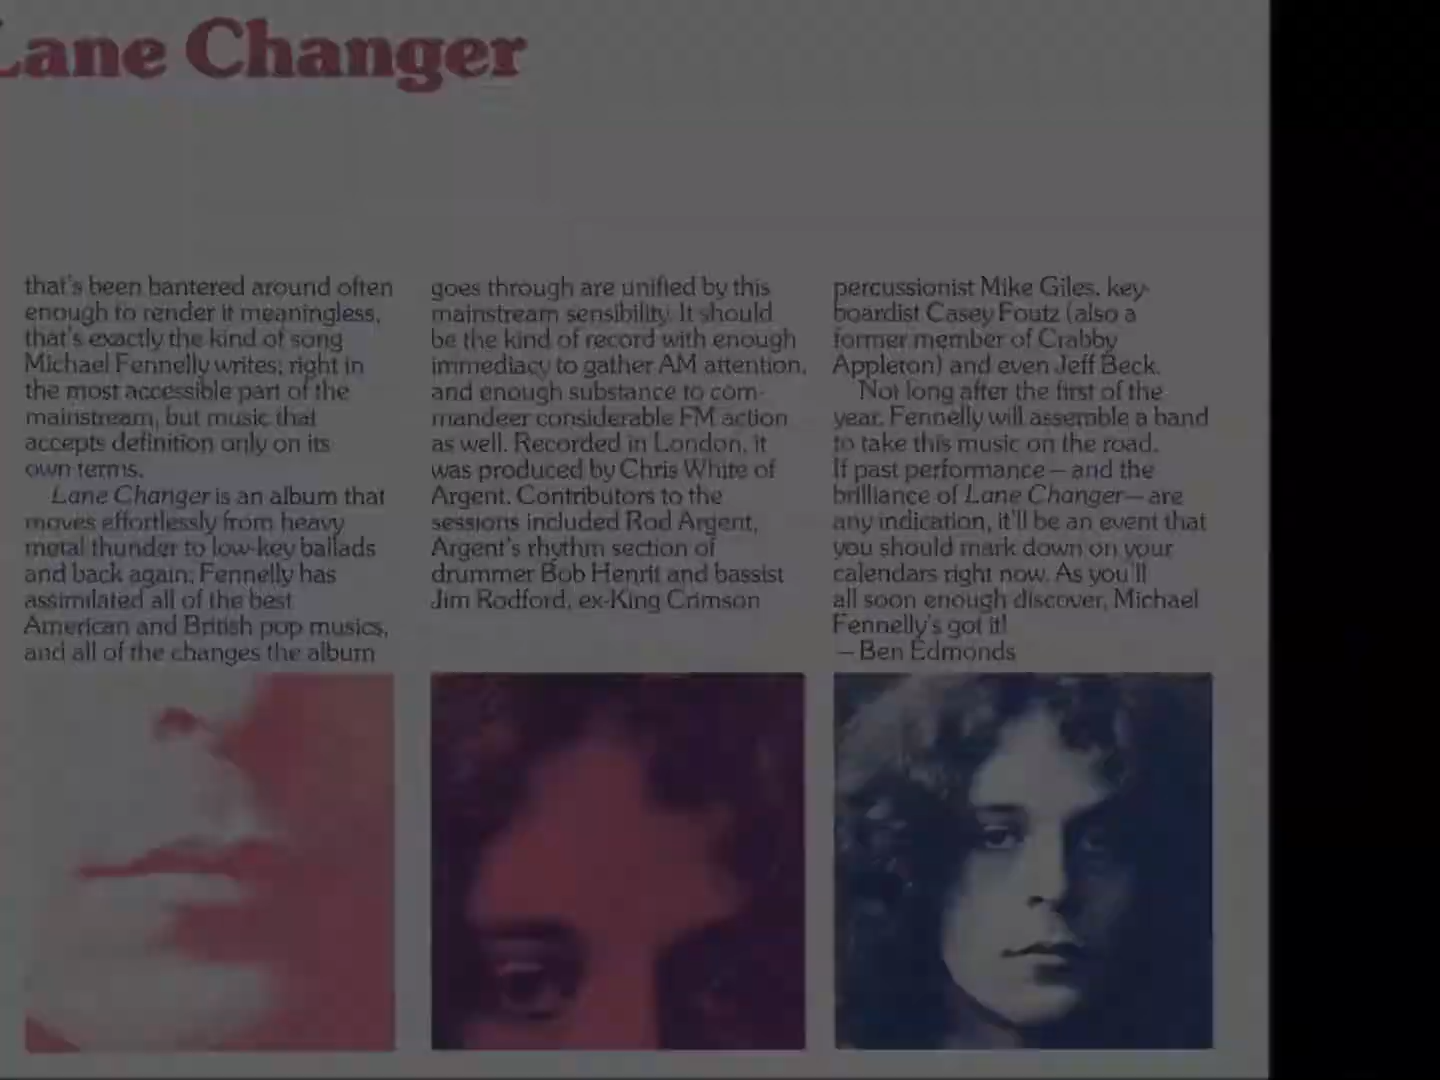 Lane Changer
that's been bantered around often
enough to render it meaningless,
that's exactly the kind of song
Michael Fennelly writes; right in
the most accessible part of the
mainstream, but music that
accepts definition only on its
own terms.
Lane Changer is an album that
moves effortlessly from heavy
metal thunder to low-key ballads
and back again; Fennelly has
assimilated all of the best
American and British pop musics,
and all of the changes the album
goes through are unified by this
mainstream sensibility. It should
be the kind of record with enough
immediacy to gather AM attention,
and enough substance to com-
mandeer considerable FM action
as well. Recorded in London, it
was produced by Chris White of
Argent. Contributors to the
sessions included Rod Argent,
Argent's rhythm section of
drummer Bob Henrit and bassist
Jim Rodford, ex-King Crimson
percussionist Mike Giles, key-
boardist Casey Foutz (also a
former member of Crabby
Appleton) and even Jeff Beck.
Not long after the first of the
year, Fennelly will assemble a band
to take this music on the road.
If past performance—and the
brilliance of Lane Changer—are
any indication, it'll be an event that
you should mark down on your
calendars right now. As you'll
all soon enough discover, Michael
Fennelly's got it!
—Ben Edmonds